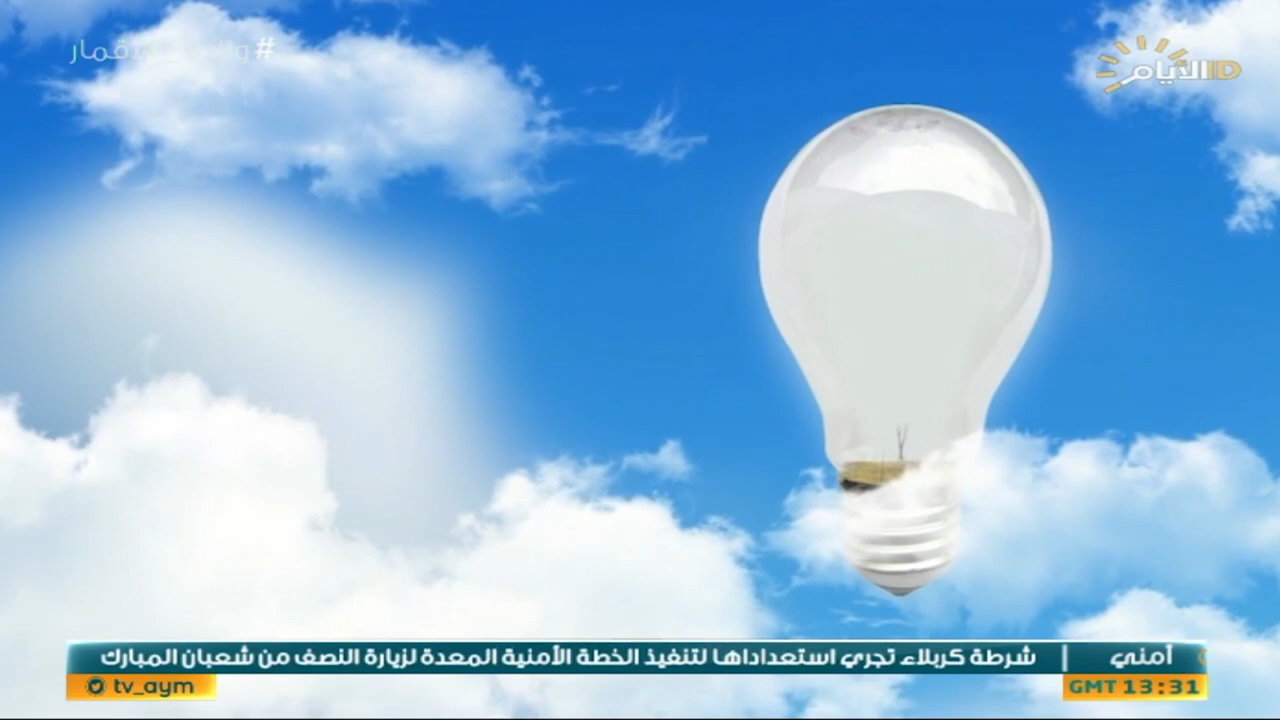 الأيام HD
أمني | شرطة كربلاء تجري استعداداها لتنفيذ الخطة الأمنية المعدة لزيارة النصف من شعبان المبارك
tv_aym
GMT 13:31